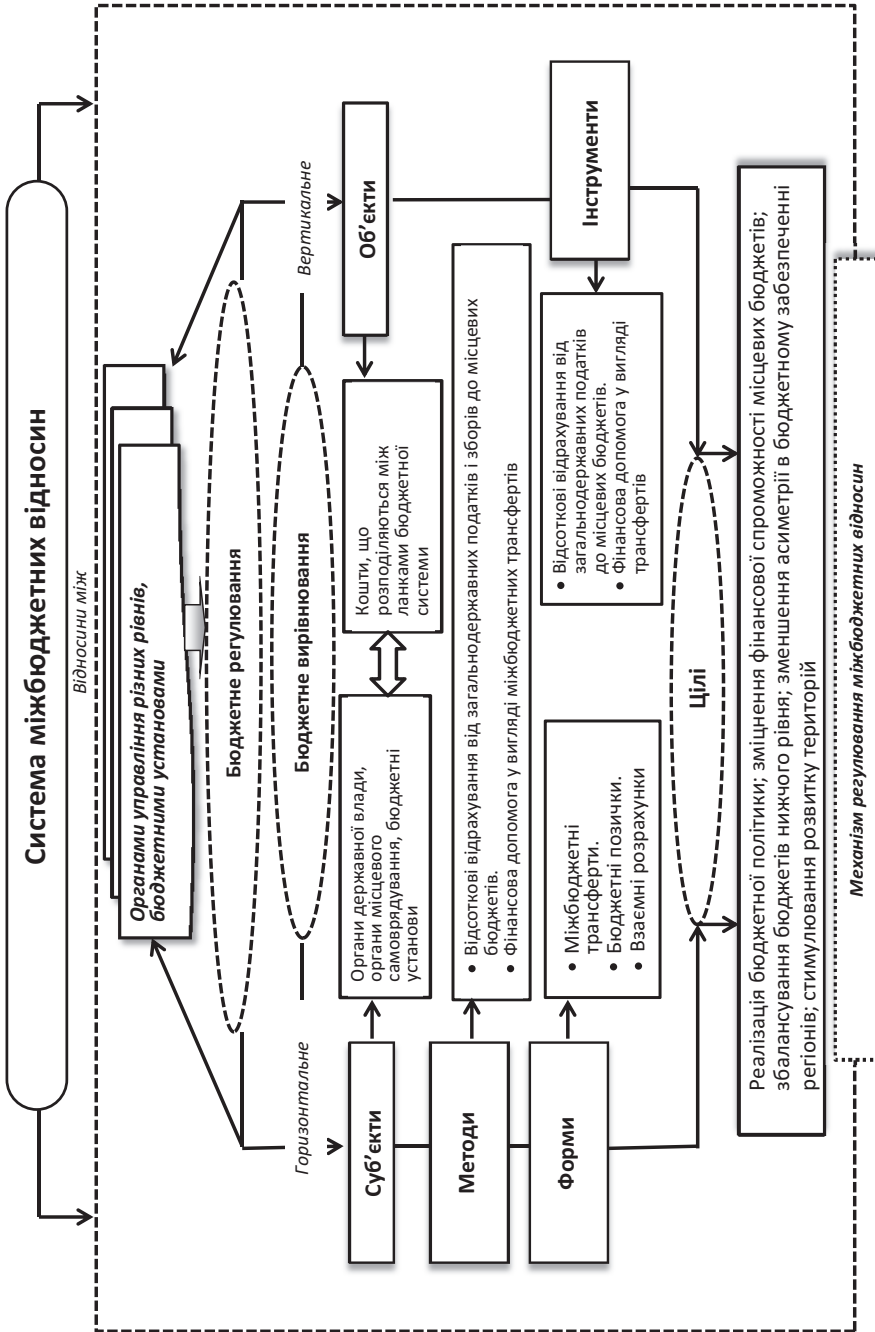 Система міжбюджетних відносин
Відносини між
Органами управління різних рівнів,
бюджетними установами
Бюджетне регулювання
Бюджетне вирівнювання
Горизонтальне
Вертикальне
Суб’єкти
Органи державної влади,
органи місцевого
самоврядування, бюджетні
установи
Кошти, що
розподіляються між
ланками бюджетної
системи
Об’єкти
Методи
• Відсоткові відрахування від загальнодержавних податків і зборів до місцевих
бюджетів.
• Фінансова допомога у вигляді міжбюджетних трансфертів
Форми
• Міжбюджетні
трансферти.
• Бюджетні позички.
• Взаємні розрахунки
• Відсоткові відрахування від
загальнодержавних податків
до місцевих бюджетів.
• Фінансова допомога у вигляді
трансфертів
Інструменти
Цілі
Реалізація бюджетної політики; зміцнення фінансової спроможності місцевих бюджетів;
збалансування бюджетів нижчого рівня; зменшення асиметрії в бюджетному забезпеченні
регіонів; стимулювання розвитку територій
Механізм регулювання міжбюджетних відносин